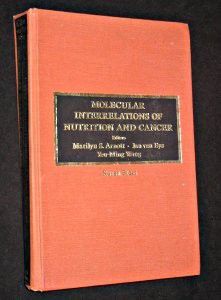 MOLECULAR
INTERRELATIONS OF
NUTRITION AND CANCER
Editors
Marilyn S. Arnott • Jan van Eys
Yeu-Ming Wang